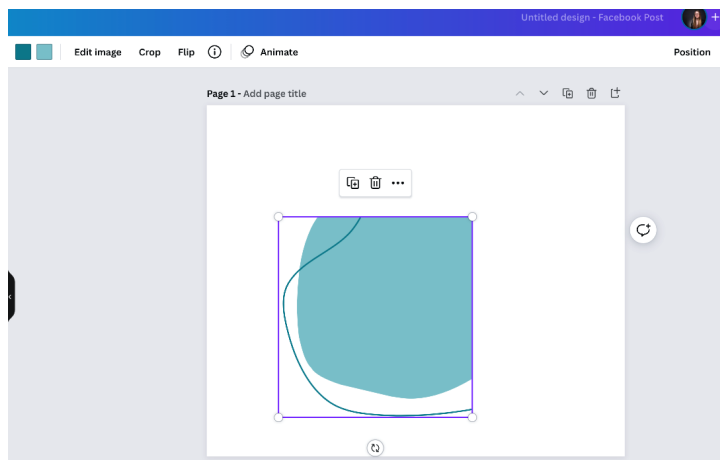 Untitled design - Facebook Post
Edit image Crop Flip Animate Position
Page 1 - Add page title